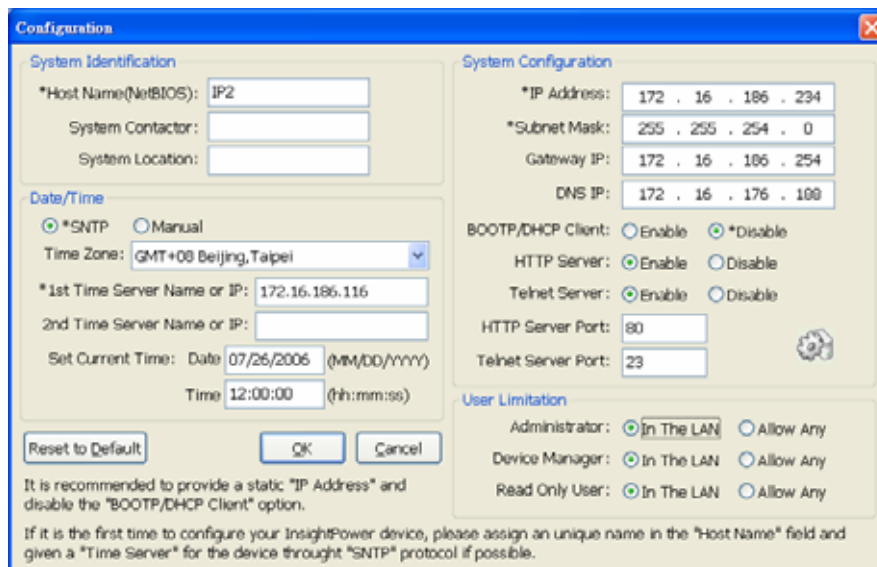 Configuration
System Identification
*Host Name(NetBIOS): IP2
System Contactor:
System Location:
Date/Time
*SNTP Manual
Time Zone: GMT+08 Beijing,Taipei
*1st Time Server Name or IP: 172.16.186.116
2nd Time Server Name or IP:
Set Current Time: Date 07/26/2006 (MM/DD/YYYY)
Time 12:00:00 (hh:mm:ss)
System Configuration
*IP Address: 172 . 16 . 186 . 234
*Subnet Mask: 255 . 255 . 254 . 0
Gateway IP: 172 . 16 . 186 . 254
DNS IP: 172 . 16 . 176 . 188
BOOTP/DHCP Client: Enable *Disable
HTTP Server: Enable Disable
Telnet Server: Enable Disable
HTTP Server Port: 80
Telnet Server Port: 23
User Limitation
Administrator: In The LAN Allow Any
Device Manager: In The LAN Allow Any
Read Only User: In The LAN Allow Any
Reset to Default OK Cancel
It is recommended to provide a static "IP Address" and
disable the "BOOTP/DHCP Client" option.
If it is the first time to configure your InsightPower device, please assign an unique name in the "Host Name" field and
given a "Time Server" for the device throught "SNTP" protocol if possible.